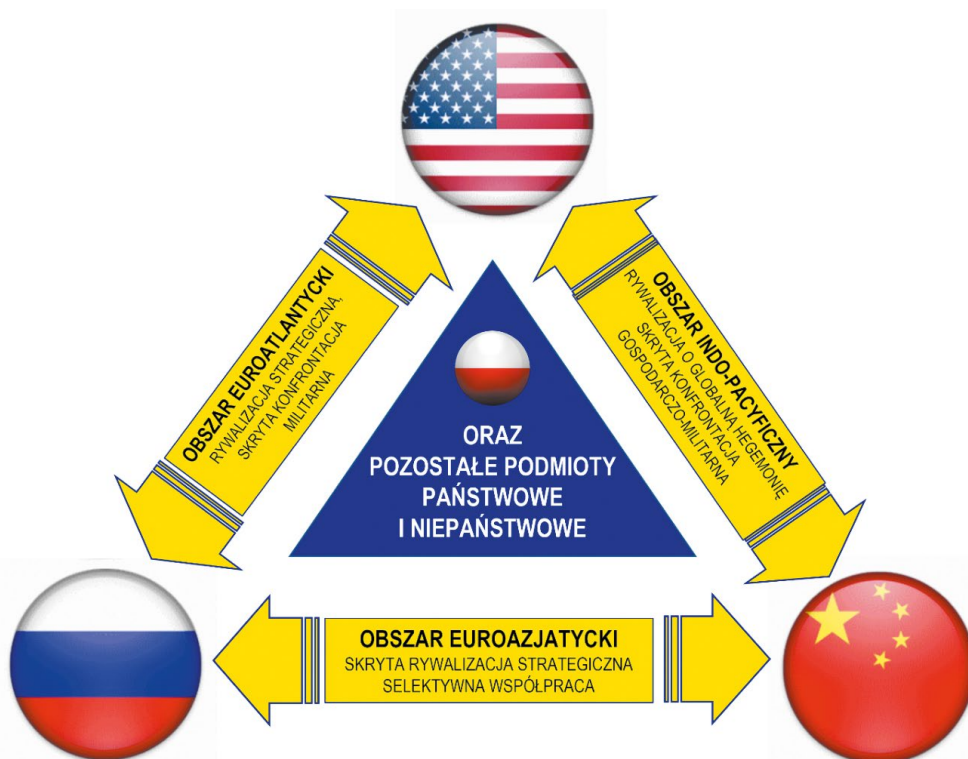 OBSZAR EUROATLANTYCKI
RYWALIZACJA STRATEGICZNA,
SKRYTA KONFRONTACJA
MILITARNA
OBSZAR INDO-PACYFICZNY
RYWALIZACJA O GLOBALNĄ HEGEMONIĘ
SKRYTA KONFRONTACJA
GOSPODARCZO-MILITARNA
ORAZ
POZOSTAŁE PODMIOTY
PAŃSTWOWE
I NIEPAŃSTWOWE
OBSZAR EUROAZJATYCKI
SKRYTA RYWALIZACJA STRATEGICZNA
SELEKTYWNA WSPÓŁPRACA